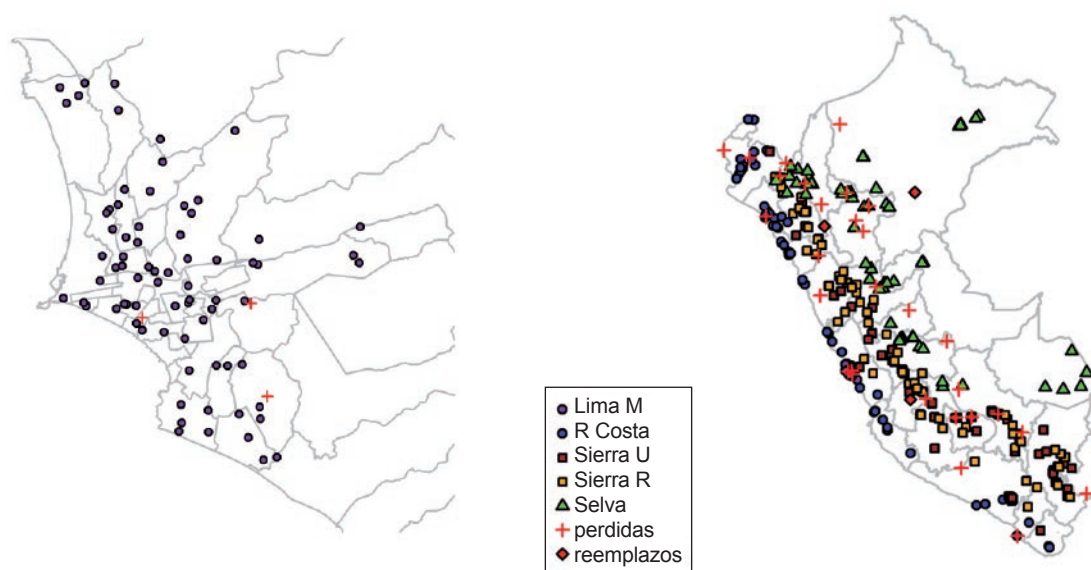 Lima M
R Costa
Sierra U
Sierra R
Selva
perdidas
reemplazos